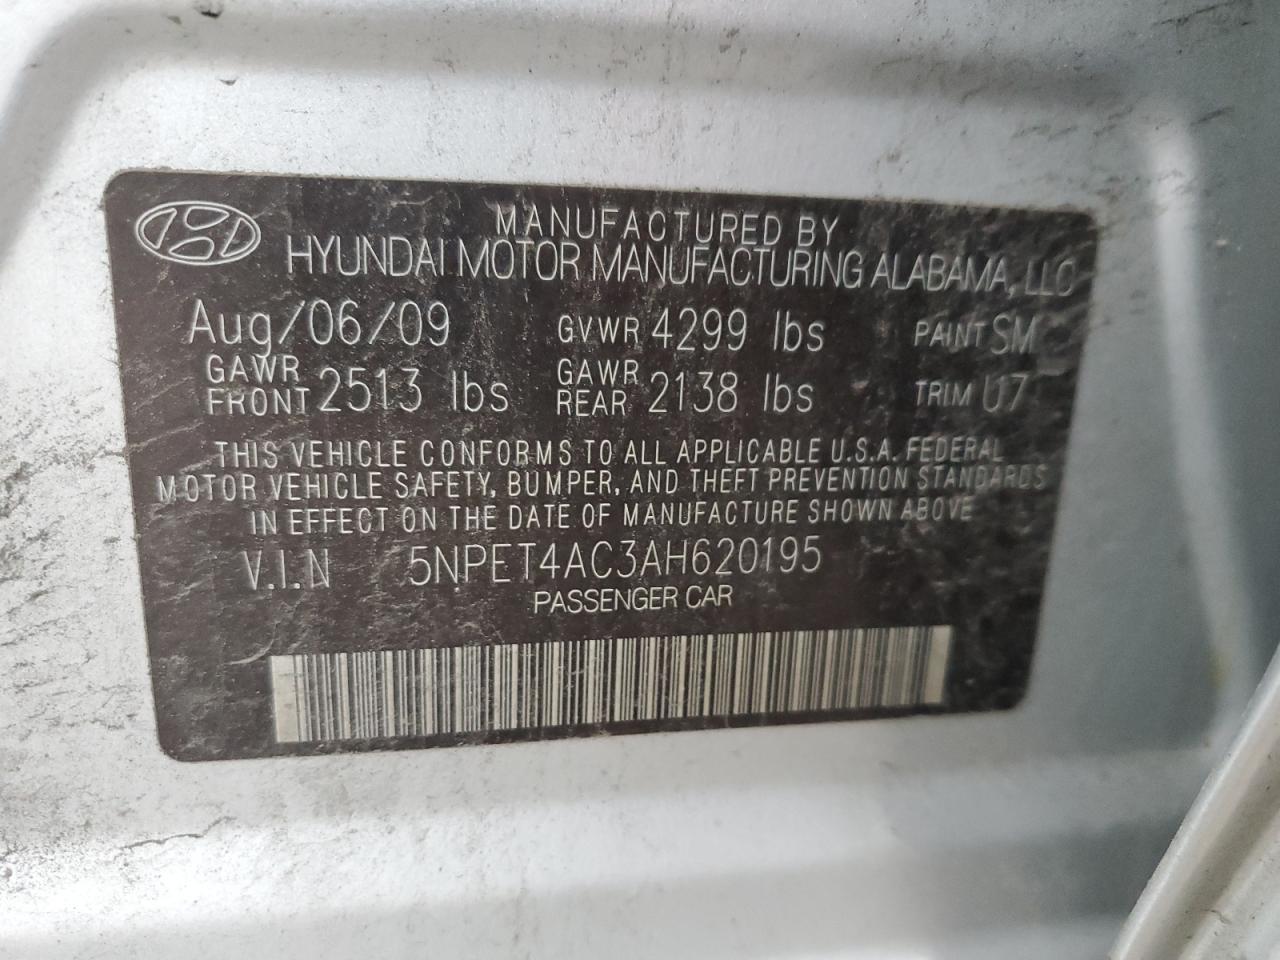 MANUFACTURED BY
HYUNDAI MOTOR MANUFACTURING ALABAMA, LLC
Aug/06/09 GVWR 4299 lbs PAINT SM
GAWR FRONT 2513 lbs GAWR REAR 2138 lbs TRIM U7
THIS VEHICLE CONFORMS TO ALL APPLICABLE U.S.A. FEDERAL
MOTOR VEHICLE SAFETY, BUMPER, AND THEFT PREVENTION STANDARDS
IN EFFECT ON THE DATE OF MANUFACTURE SHOWN ABOVE
V.I.N 5NPET4AC3AH620195
PASSENGER CAR